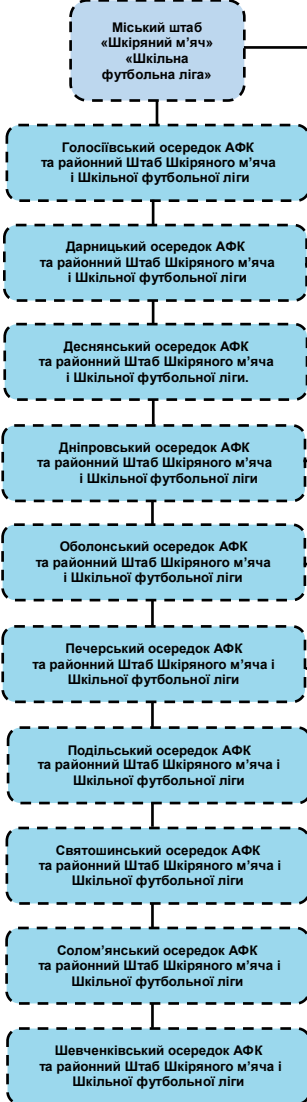 Міський штаб
«Шкіряний м’яч»
«Шкільна
футбольна ліга»
Голосіївський осередок АФК
та районний Штаб Шкіряного м’яча
і Шкільної футбольної ліги
Дарницький осередок АФК
та районний Штаб Шкіряного м’яча
і Шкільної футбольної ліги
Деснянський осередок АФК
та районний Штаб Шкіряного м’яча
і Шкільної футбольної ліги.
Дніпровський осередок АФК
та районний Штаб Шкіряного м’яча
і Шкільної футбольної ліги
Оболонський осередок АФК
та районний Штаб Шкіряного м’яча
і Шкільної футбольної ліги
Печерський осередок АФК
та районний Штаб Шкіряного м’яча і
Шкільної футбольної ліги
Подільський осередок АФК
та районний Штаб Шкіряного м’яча і
Шкільної футбольної ліги
Святошинський осередок АФК
та районний Штаб Шкіряного м’яча і
Шкільної футбольної ліги
Солом’янський осередок АФК
та районний Штаб Шкіряного м’яча і
Шкільної футбольної ліги
Шевченківський осередок АФК
та районний Штаб Шкіряного м’яча і
Шкільної футбольної ліги